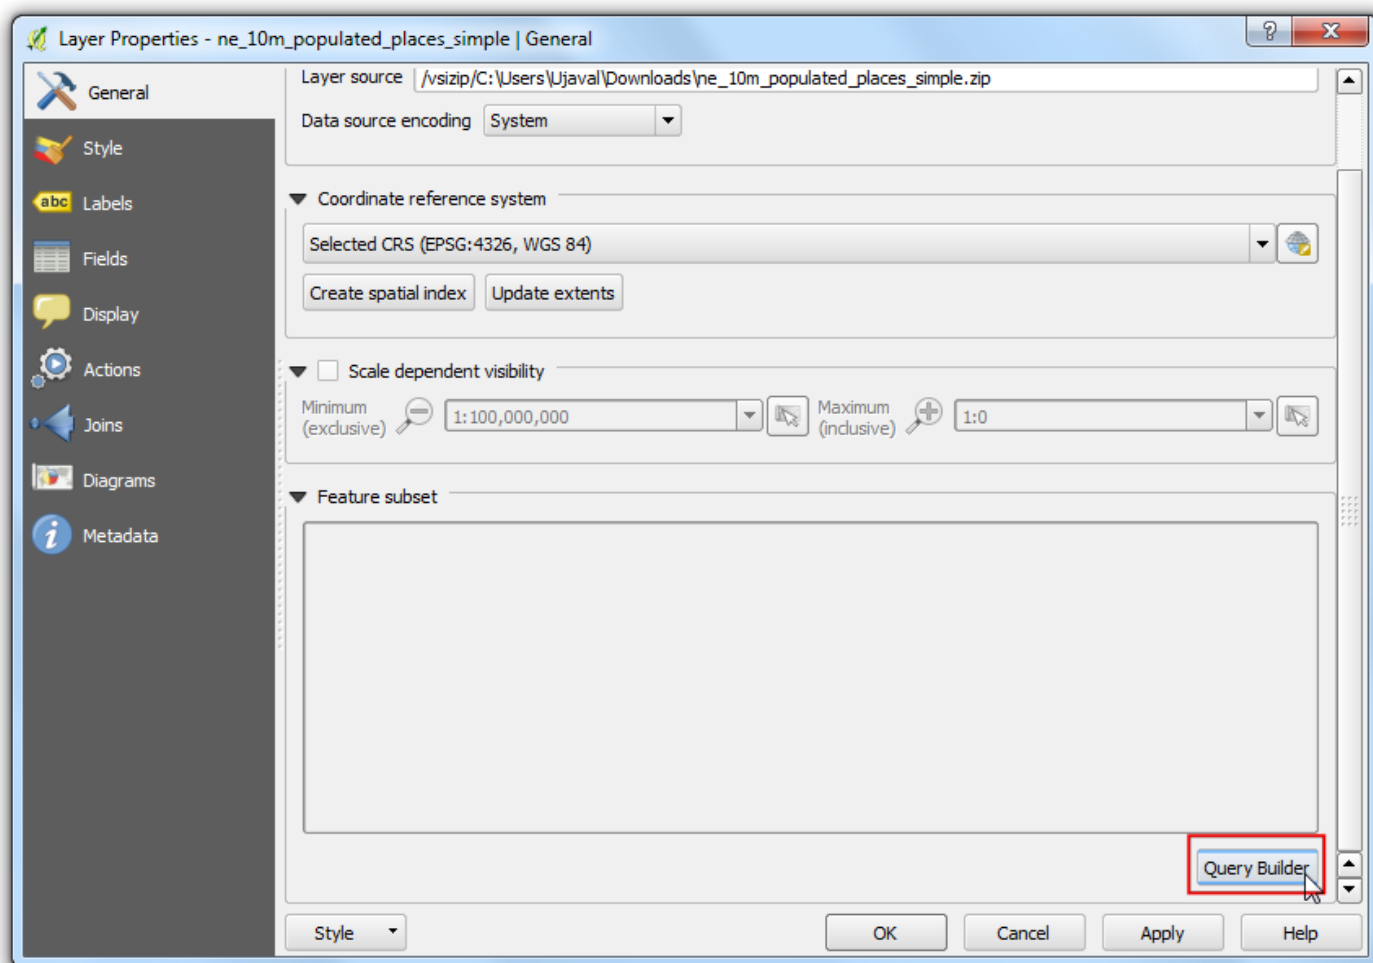 Layer Properties - ne_10m_populated_places_simple | General
General
Style
Labels
Fields
Display
Actions
Joins
Diagrams
Metadata
abc
Layer source /vsizip/C:\Users\Ujaval\Downloads\ne_10m_populated_places_simple.zip
Data source encoding System
Coordinate reference system
Selected CRS (EPSG:4326, WGS 84)
Create spatial index Update extents
Scale dependent visibility
Minimum (exclusive) 1:100,000,000 Maximum (inclusive) 1:0
Feature subset
Query Builder
Style OK Cancel Apply Help